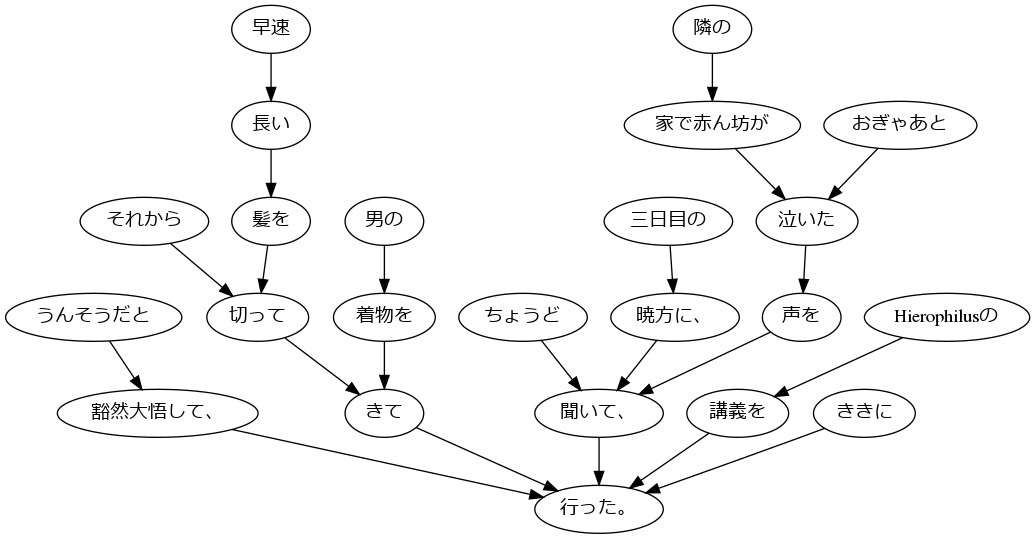 早速
隣の
長い
家で赤ん坊が
おぎゃあと
それから
髪を
男の
三日目の
泣いた
うんそうだと
切って
着物を
ちょうど
暁方に、
声を
Hierophilusの
豁然大悟して、
きて
聞いて、
講義を
ききに
行った。